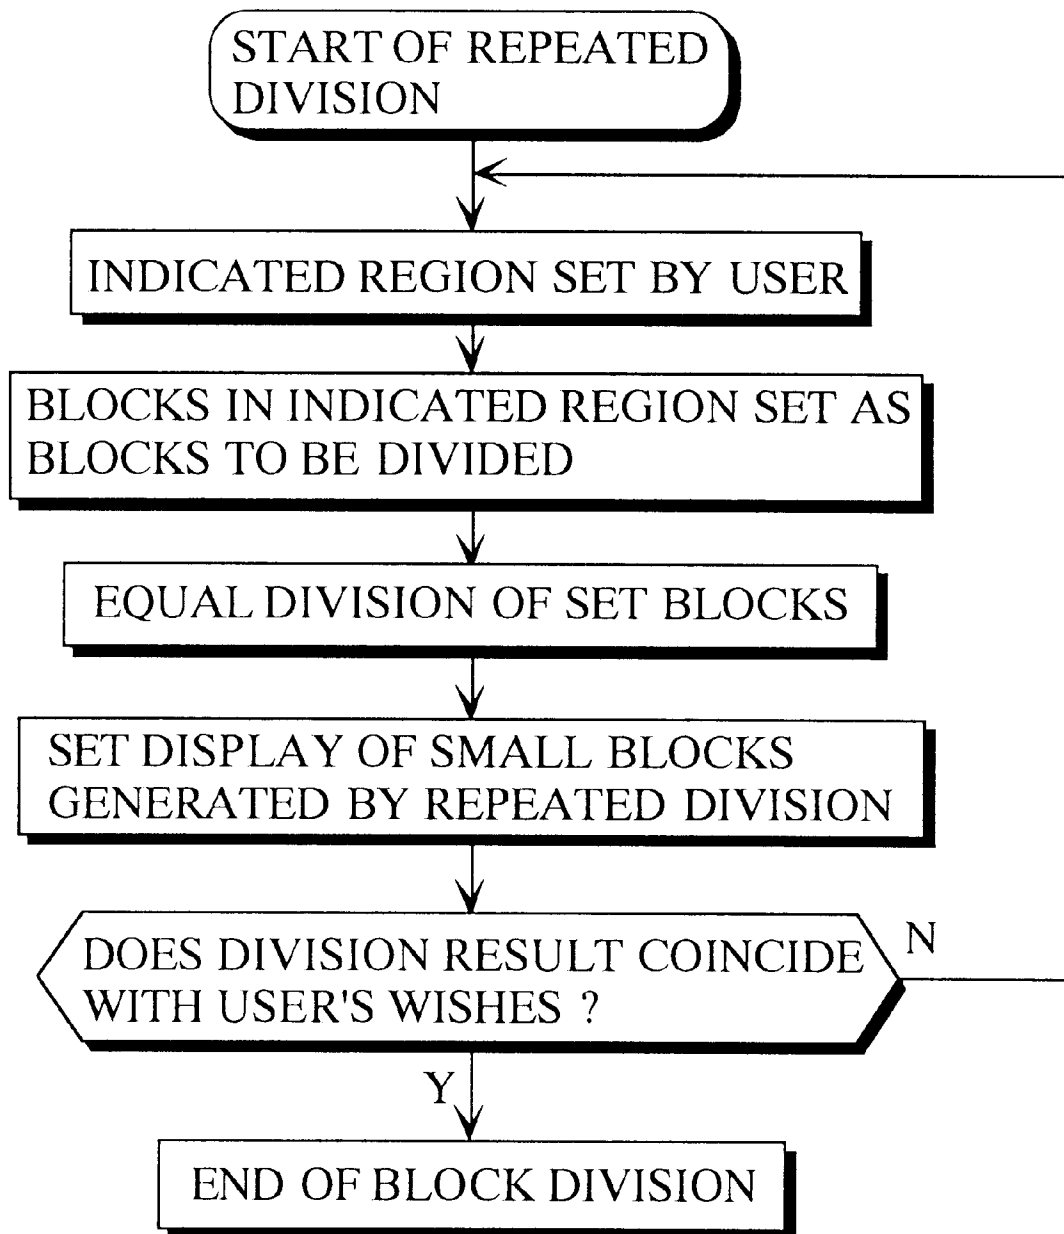 START OF REPEATED
DIVISION
INDICATED REGION SET BY USER
BLOCKS IN INDICATED REGION SET AS
BLOCKS TO BE DIVIDED
EQUAL DIVISION OF SET BLOCKS
SET DISPLAY OF SMALL BLOCKS
GENERATED BY REPEATED DIVISION
DOES DIVISION RESULT COINCIDE
WITH USER'S WISHES ?
N
Y
END OF BLOCK DIVISION